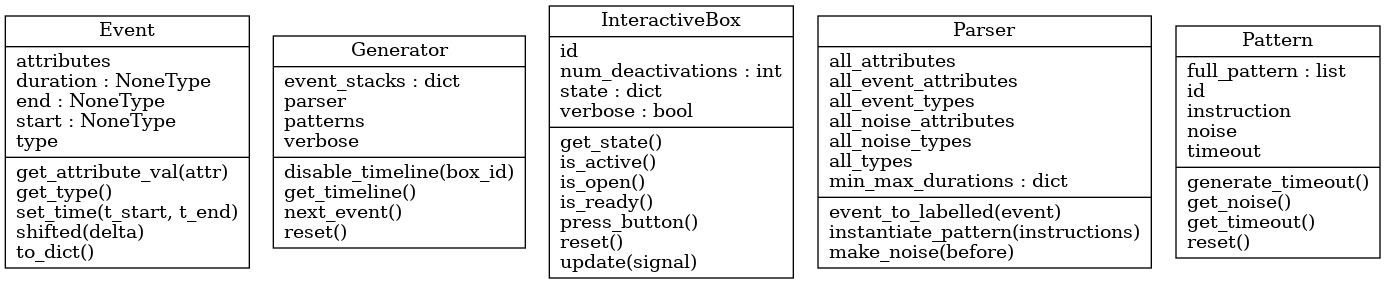 Event
attributes
duration : NoneType
end : NoneType
start : NoneType
type
get_attribute_val(attr)
get_type()
set_time(t_start, t_end)
shifted(delta)
to_dict()
Generator
event_stacks : dict
parser
patterns
verbose
disable_timeline(box_id)
get_timeline()
next_event()
reset()
InteractiveBox
id
num_deactivations : int
state : dict
verbose : bool
get_state()
is_active()
is_open()
is_ready()
press_button()
reset()
update(signal)
Parser
all_attributes
all_event_attributes
all_event_types
all_noise_attributes
all_noise_types
all_types
min_max_durations : dict
event_to_labelled(event)
instantiate_pattern(instructions)
make_noise(before)
Pattern
full_pattern : list
id
instruction
noise
timeout
generate_timeout()
get_noise()
get_timeout()
reset()